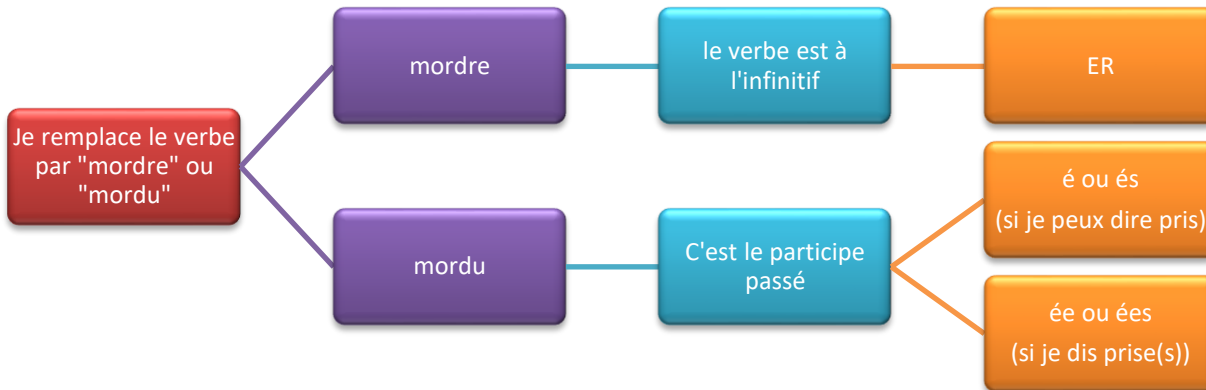 Je remplace le verbe
par "mordre" ou
"mordu"
mordre
le verbe est à
l'infinitif
ER
mordu
C'est le participe
passé
é ou és
(si je peux dire pris)
ée ou ées
(si je dis prise(s))